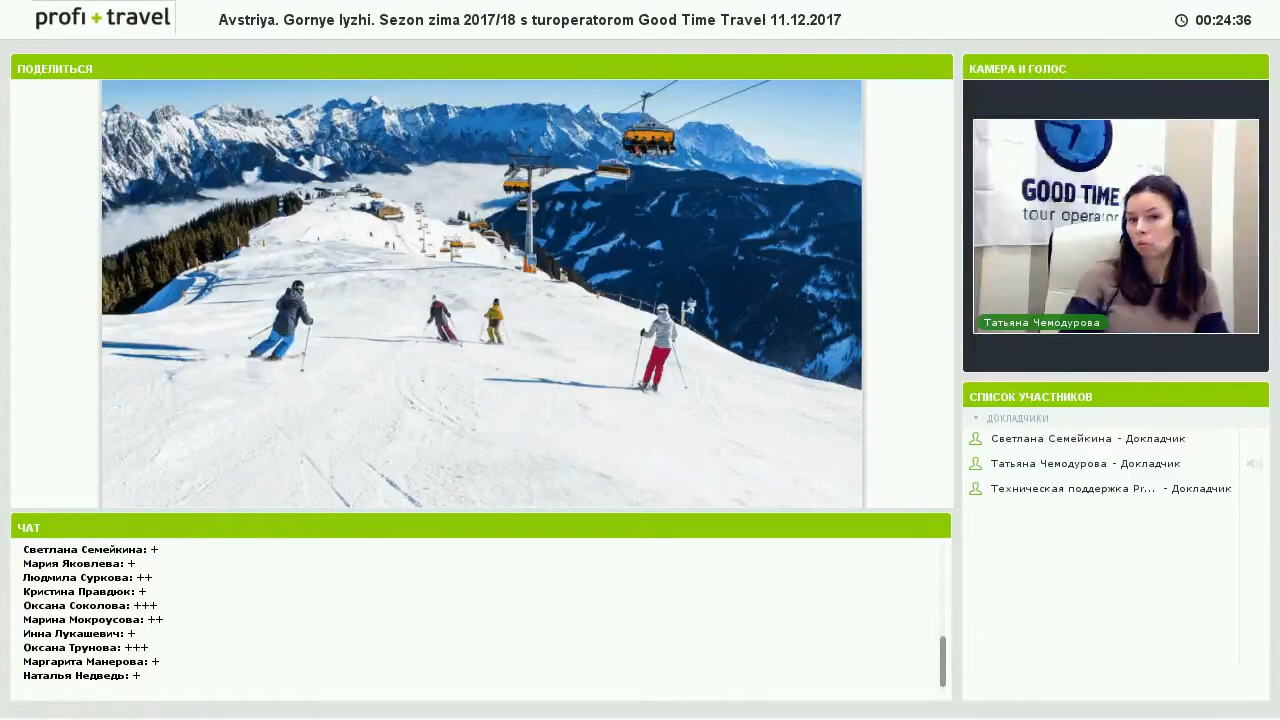 profi + travel
Avstriya. Gornye lyzhi. Sezon zima 2017/18 s turoperatorom Good Time Travel 11.12.2017
00:24:36
ПОДЕЛИТЬСЯ
КАМЕРА И ГОЛОС
GOOD TIME
tour operator
Татьяна Чемодурова
СПИСОК УЧАСТНИКОВ
ДОКЛАДЧИКИ
Светлана Семейкина - Докладчик
Татьяна Чемодурова - Докладчик
Техническая поддержка Pr... - Докладчик
ЧАТ
Светлана Семейкина: +
Мария Яковлева: +
Людмила Суркова: ++
Кристина Правдюк: +
Оксана Соколова: +++
Марина Мокроусова: ++
Инна Лукашевич: +
Оксана Трунова: +++
Маргарита Манерова: +
Наталья Недведь: +